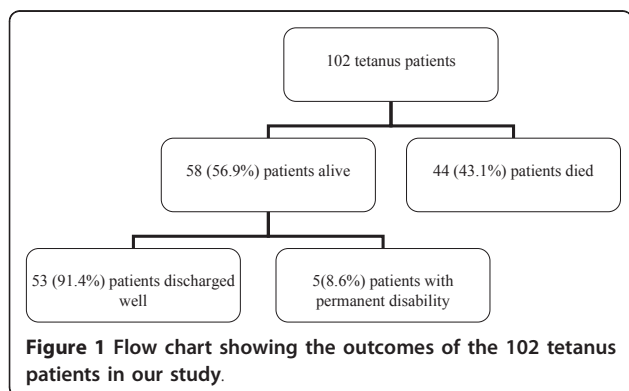 102 tetanus patients
58 (56.9%) patients alive
44 (43.1%) patients died
53 (91.4%) patients discharged
well
5(8.6%) patients with
permanent disability
Figure 1 Flow chart showing the outcomes of the 102 tetanus
patients in our study.